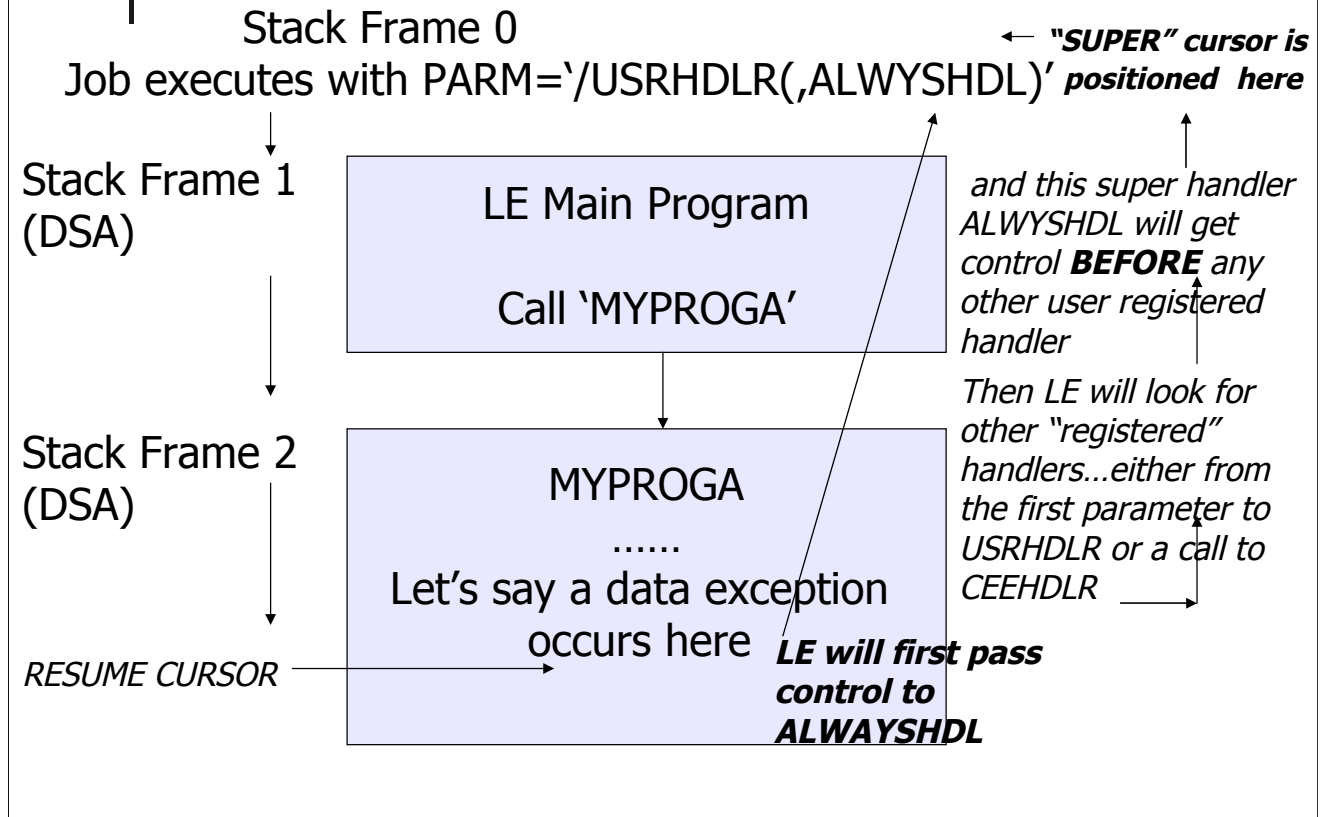 Stack Frame 0
Job executes with PARM=‘/USRHDLR(,ALWYSHDL)’
“SUPER” cursor is
positioned here
Stack Frame 1
(DSA)
LE Main Program
Call ‘MYPROGA’
and this super handler
ALWYSHDL will get
control BEFORE any
other user registered
handler
Then LE will look for
other “registered”
handlers...either from
the first parameter to
USRHDLR or a call to
CEEHDLR
Stack Frame 2
(DSA)
MYPROGA
......
Let’s say a data exception
occurs here
LE will first pass
control to
ALWAYSHDL
RESUME CURSOR